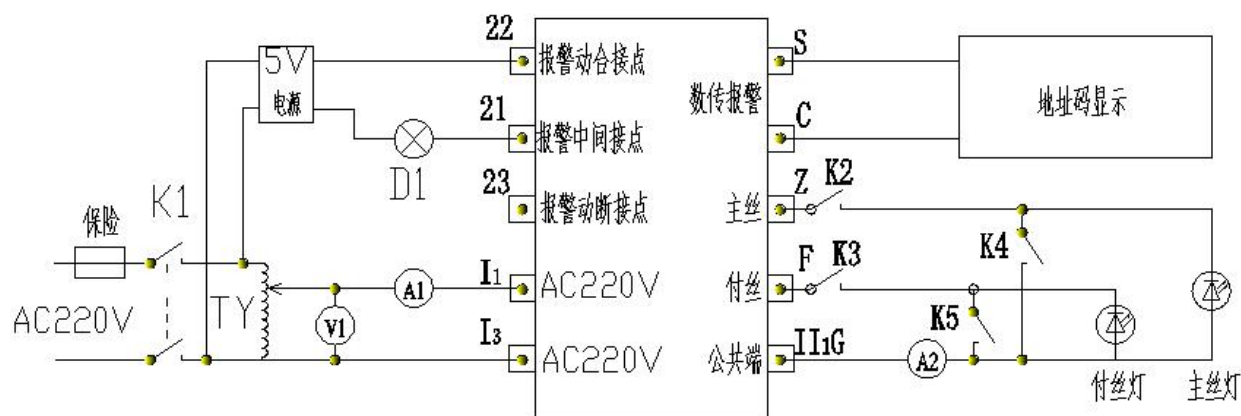 22
S
5V
电源
报警动合接点
数传报警
地址码显示
21
C
报警中间接点
D1
23
Z
K2
K1
保险
报警动断接点
主丝
K4
F
K3
I₁
A1
AC220V
付丝
AC220V
TY
V1
K5
I₃
AC220V
公共端
II₁G
A2
付丝灯
主丝灯